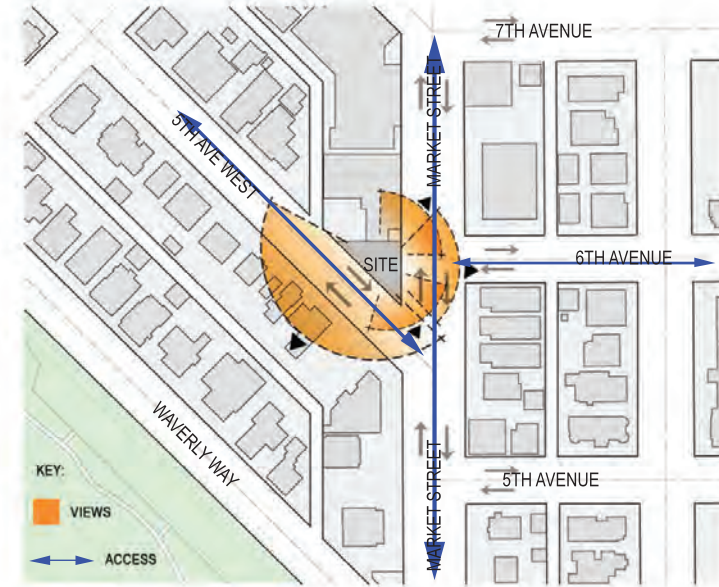 7TH AVENUE
MARKET STREET
5TH AVE WEST
6TH AVENUE
SITE
WAVERLY WAY
MARKET STREET
5TH AVENUE
KEY:
VIEWS
ACCESS